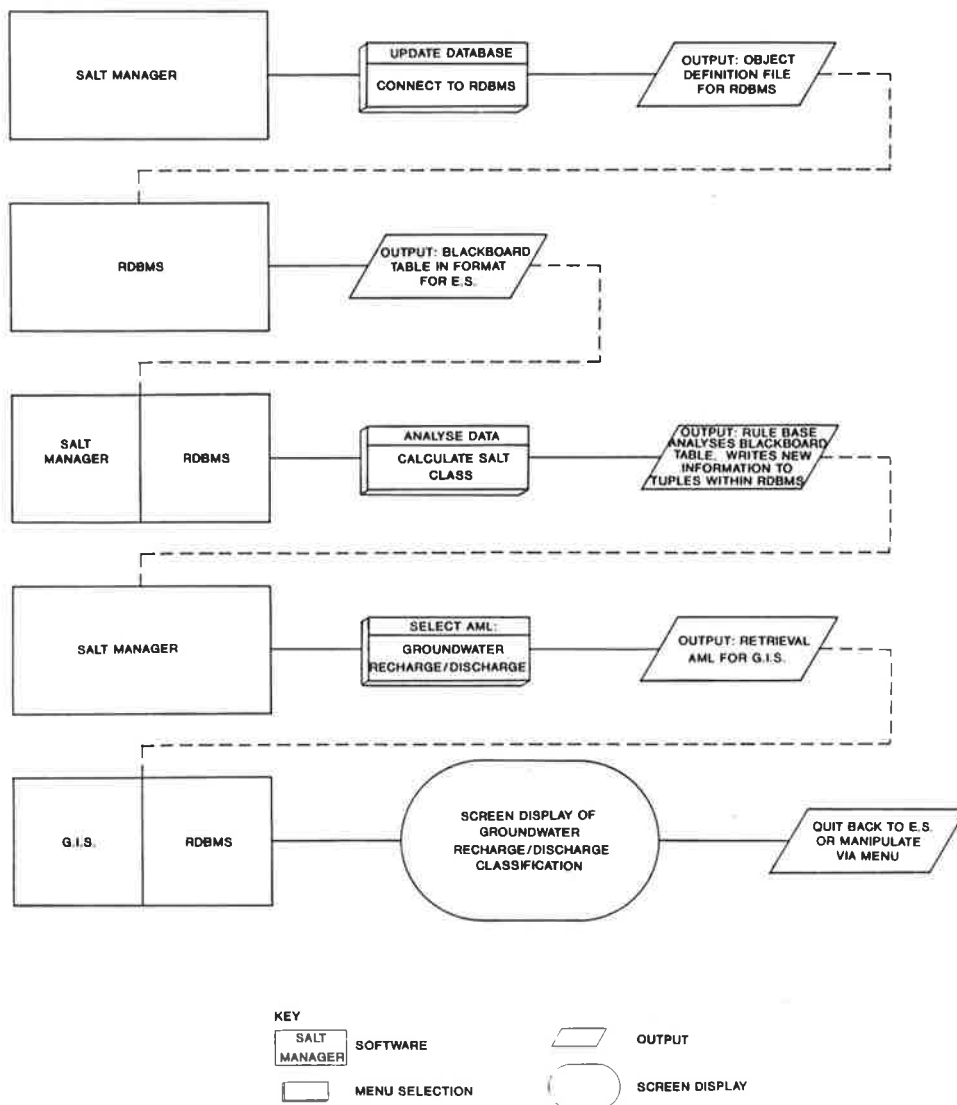 SALT MANAGER
UPDATE DATABASE
CONNECT TO RDBMS
OUTPUT: OBJECT
DEFINITION FILE
FOR RDBMS
RDBMS
OUTPUT: BLACKBOARD
TABLE IN FORMAT
FOR E.S.
SALT
MANAGER
RDBMS
ANALYSE DATA
CALCULATE SALT
CLASS
OUTPUT: RULE BASE
ANALYSES BLACKBOARD
TABLE. WRITES NEW
INFORMATION TO
TUPLES WITHIN RDBMS
SALT MANAGER
SELECT AML:
GROUNDWATER
RECHARGE/DISCHARGE
OUTPUT: RETRIEVAL
AML FOR G.I.S.
G.I.S.
RDBMS
SCREEN DISPLAY OF
GROUNDWATER
RECHARGE/DISCHARGE
CLASSIFICATION
QUIT BACK TO E.S.
OR MANIPULATE
VIA MENU
KEY
SALT
MANAGER
SOFTWARE
OUTPUT
MENU SELECTION
SCREEN DISPLAY